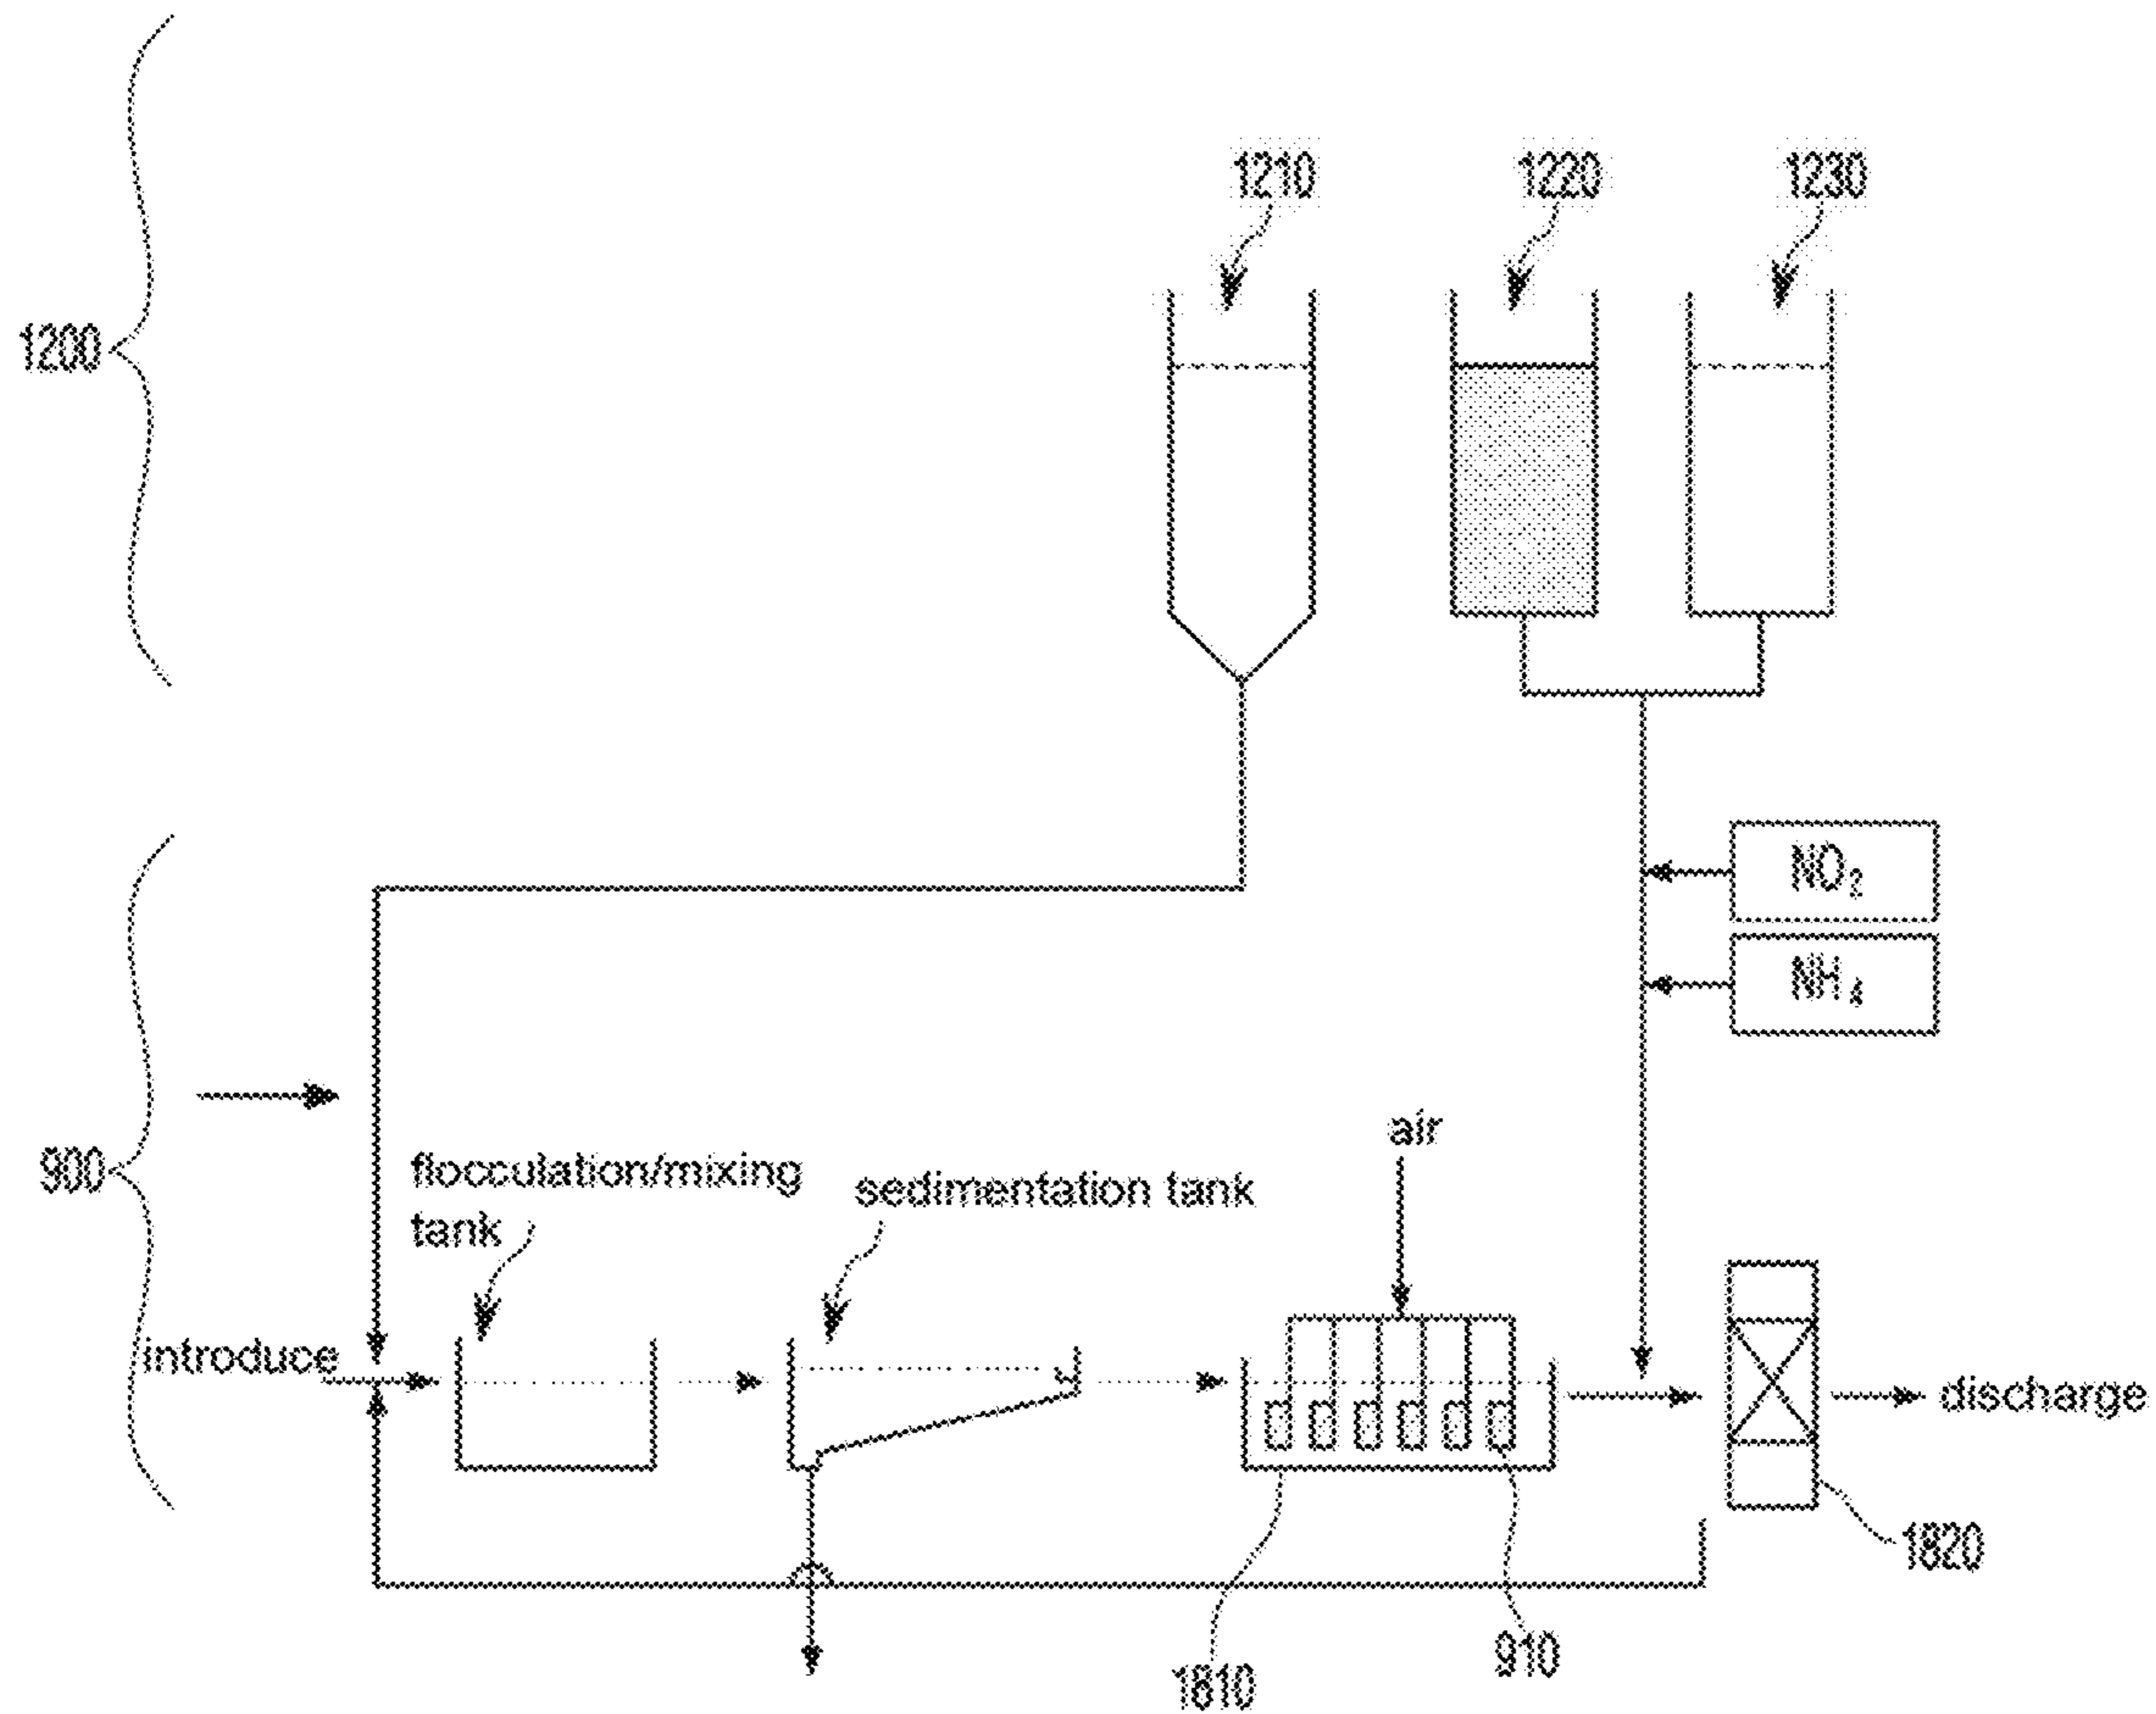 1210
1220
1230
1200
NO₂
NH₄
air
900
flocculation/mixing
tank
sedimentation tank
introduce
discharge
1820
910
1810